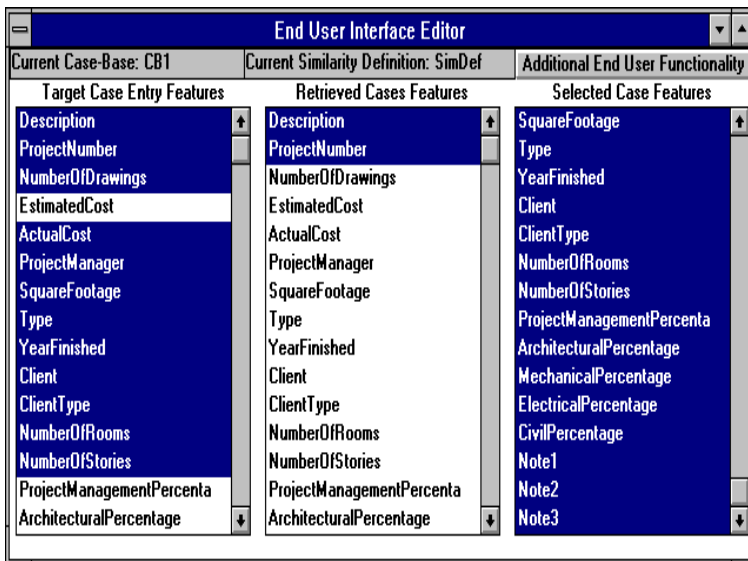 End User Interface Editor
Current Case-Base: CB1
Current Similarity Definition: SimDef
Additional End User Functionality
Target Case Entry Features
Description
ProjectNumber
NumberOfDrawings
EstimatedCost
ActualCost
ProjectManager
SquareFootage
Type
YearFinished
Client
ClientType
NumberOfRooms
NumberOfStories
ProjectManagementPercenta
ArchitecturalPercentage
Retrieved Cases Features
Description
ProjectNumber
NumberOfDrawings
EstimatedCost
ActualCost
ProjectManager
SquareFootage
Type
YearFinished
Client
ClientType
NumberOfRooms
NumberOfStories
ProjectManagementPercenta
ArchitecturalPercentage
Selected Case Features
SquareFootage
Type
YearFinished
Client
ClientType
NumberOfRooms
NumberOfStories
ProjectManagementPercenta
ArchitecturalPercentage
MechanicalPercentage
ElectricalPercentage
CivilPercentage
Note1
Note2
Note3